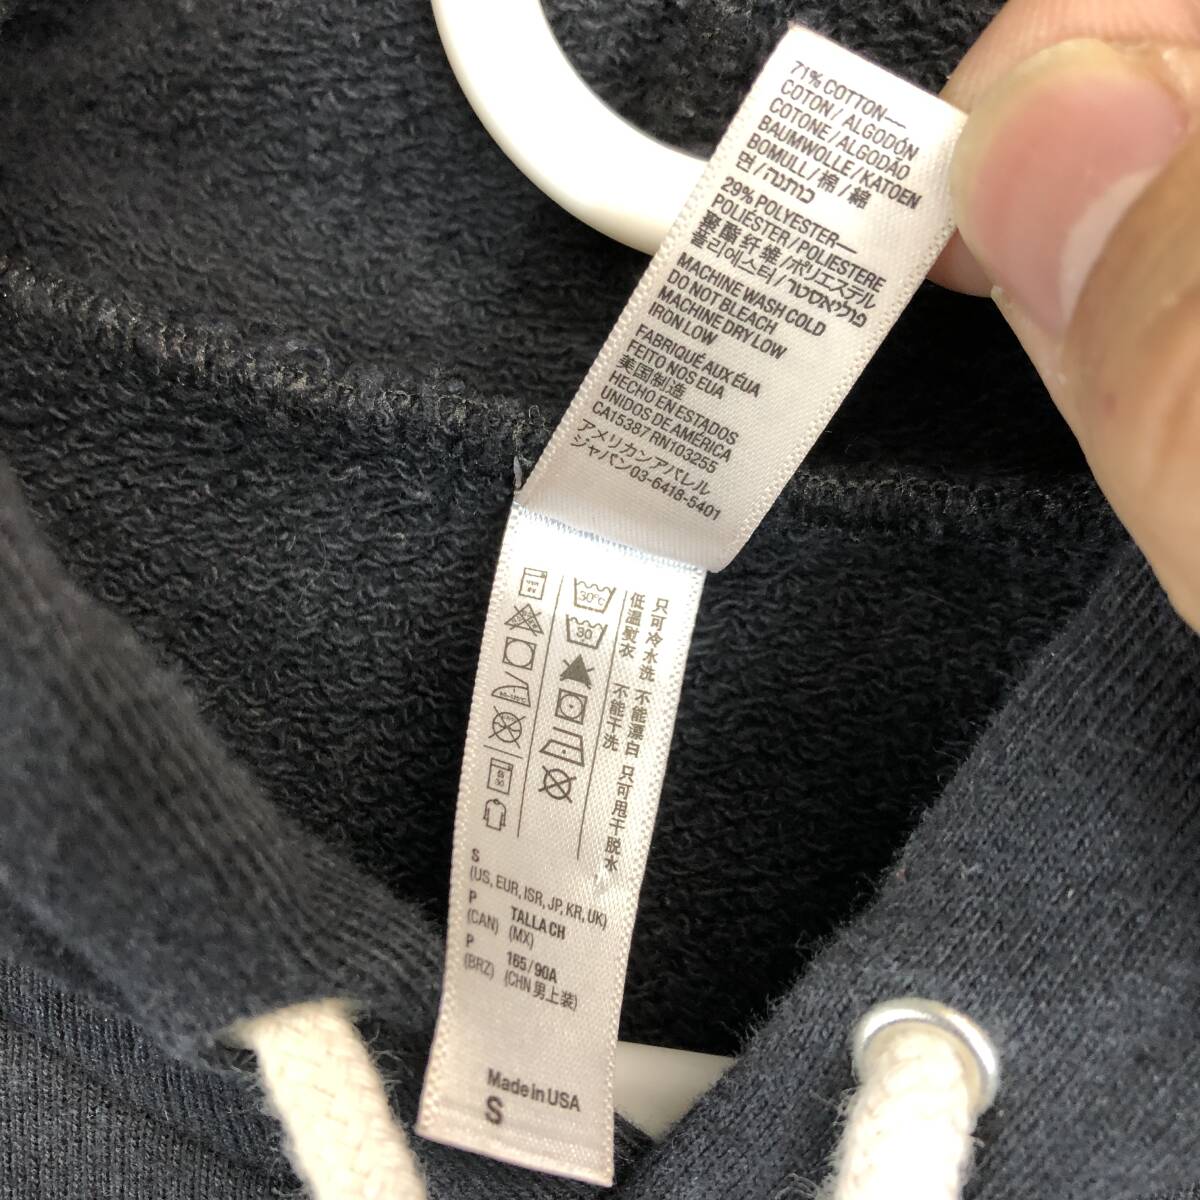 71% COTTON—
COTON / ALGODÓN
COTONE / ALGODÃO
BAUMWOLLE / KATOEN
BOMULL / 棉 / 綿
면 / כותנה
29% POLYESTER—
POLIÉSTER / POLIESTERE
聚酯纤维 / ポリエステル
폴리에스터 / פוליאסטר
MACHINE WASH COLD
DO NOT BLEACH
MACHINE DRY LOW
IRON LOW
FABRIQUÉ AUX ÉUA
FEITO NOS EUA
美国制造
HECHO EN ESTADOS
UNIDOS DE AMÉRICA
CA15387 RN103255
アメリカンアパレル
ジャパン03-6418-5401
30°C
30
只可冷水洗 不能漂白 只可甩干脱水
低温熨衣 不能干洗
S
(US, EUR, ISR, JP, KR, UK)
P TALLA CH
(CAN) (MX)
P 165/90A
(BRZ) (CHN 男上装)
Made in USA
S